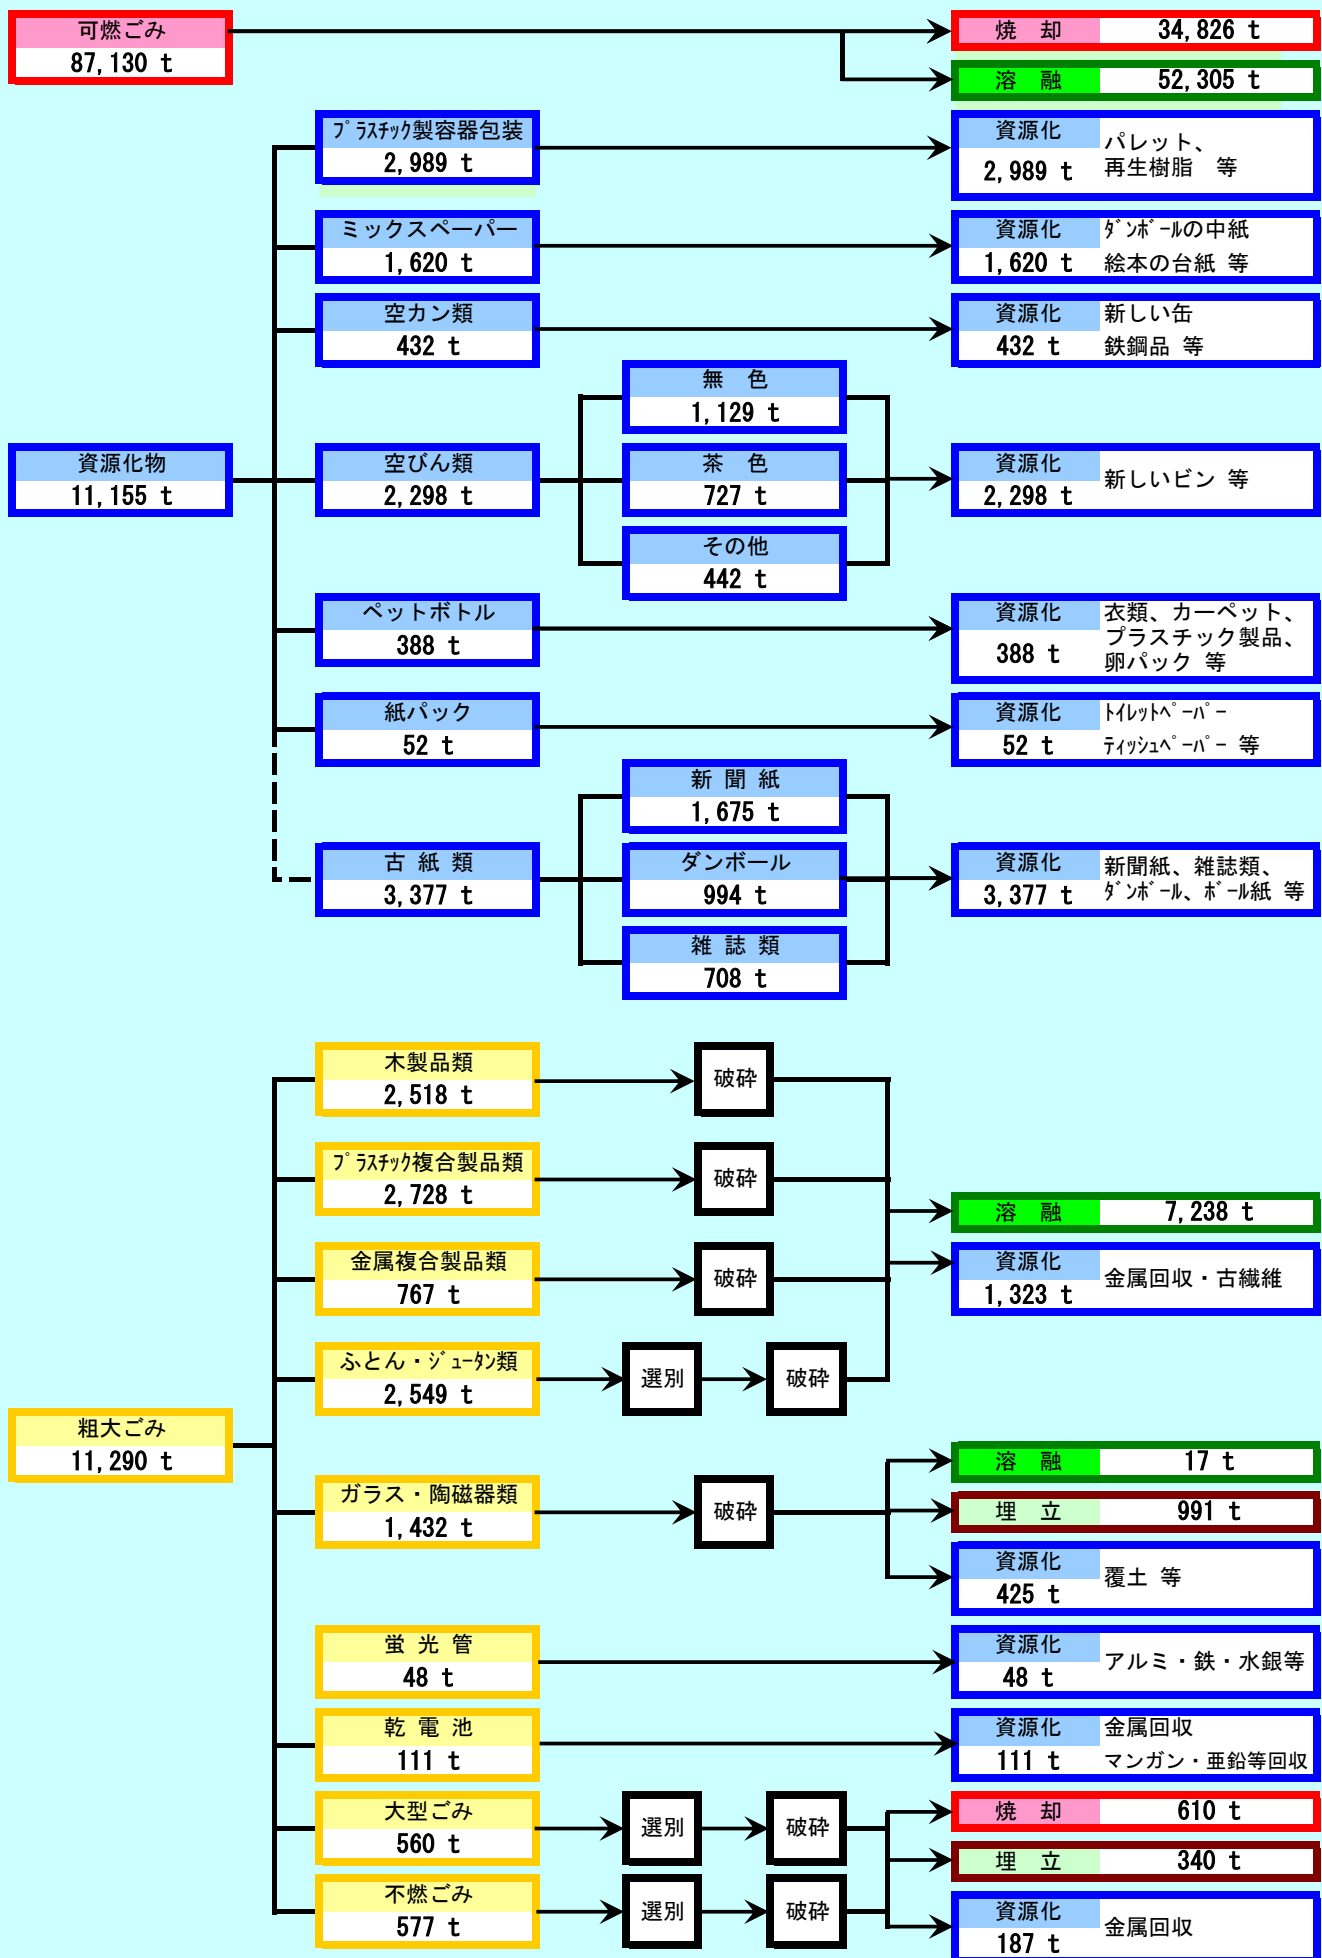 可燃ごみ
87,130 t
焼　却
34,826 t
溶　融
52,305 t
ﾌﾟﾗｽﾁｯｸ製容器包装
2,989 t
資源化
2,989 t
パレット、
再生樹脂　等
ミックスペーパー
1,620 t
資源化
1,620 t
ﾀﾞﾝﾎﾞｰﾙの中紙
絵本の台紙 等
空カン類
432 t
資源化
432 t
新しい缶
鉄鋼品 等
資源化物
11,155 t
空びん類
2,298 t
無　色
1,129 t
茶　色
727 t
その他
442 t
資源化
2,298 t
新しいビン 等
ペットボトル
388 t
資源化
388 t
衣類、カーペット、
プラスチック製品、
卵パック 等
紙パック
52 t
資源化
52 t
ﾄｲﾚｯﾄﾍﾟｰﾊﾟｰ
ﾃｨｯｼｭﾍﾟｰﾊﾟｰ 等
古 紙 類
3,377 t
新 聞 紙
1,675 t
ダンボール
994 t
雑 誌 類
708 t
資源化
3,377 t
新聞紙、雑誌類、
ﾀﾞﾝﾎﾞｰﾙ、ﾎﾞｰﾙ紙 等
粗大ごみ
11,290 t
木製品類
2,518 t
破砕
ﾌﾟﾗｽﾁｯｸ複合製品類
2,728 t
破砕
金属複合製品類
767 t
破砕
ふとん・ｼﾞｭｰﾀﾝ類
2,549 t
選別
破砕
溶　融
7,238 t
資源化
1,323 t
金属回収・古繊維
ガラス・陶磁器類
1,432 t
破砕
溶　融
17 t
埋　立
991 t
資源化
425 t
覆土 等
蛍 光 管
48 t
資源化
48 t
アルミ・鉄・水銀等
乾 電 池
111 t
資源化
111 t
金属回収
マンガン・亜鉛等回収
大型ごみ
560 t
選別
破砕
不燃ごみ
577 t
選別
破砕
焼　却
610 t
埋　立
340 t
資源化
187 t
金属回収